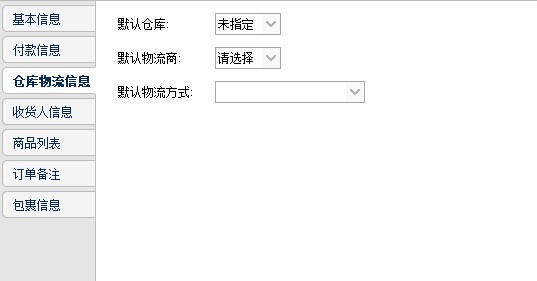 基本信息
付款信息
仓库物流信息
收货人信息
商品列表
订单备注
包裹信息
默认仓库: 未指定
默认物流商: 请选择
默认物流方式: